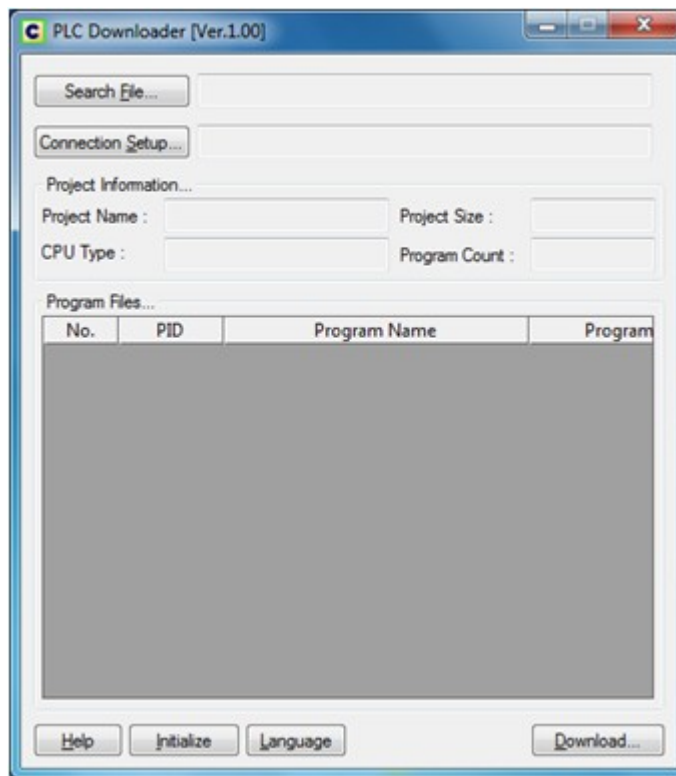 C PLC Downloader [Ver.1.00]
Search File...
Connection Setup...
Project Information...
Project Name : Project Size :
CPU Type : Program Count :
Program Files...
No. PID Program Name Program
Help Initialize Language Download...